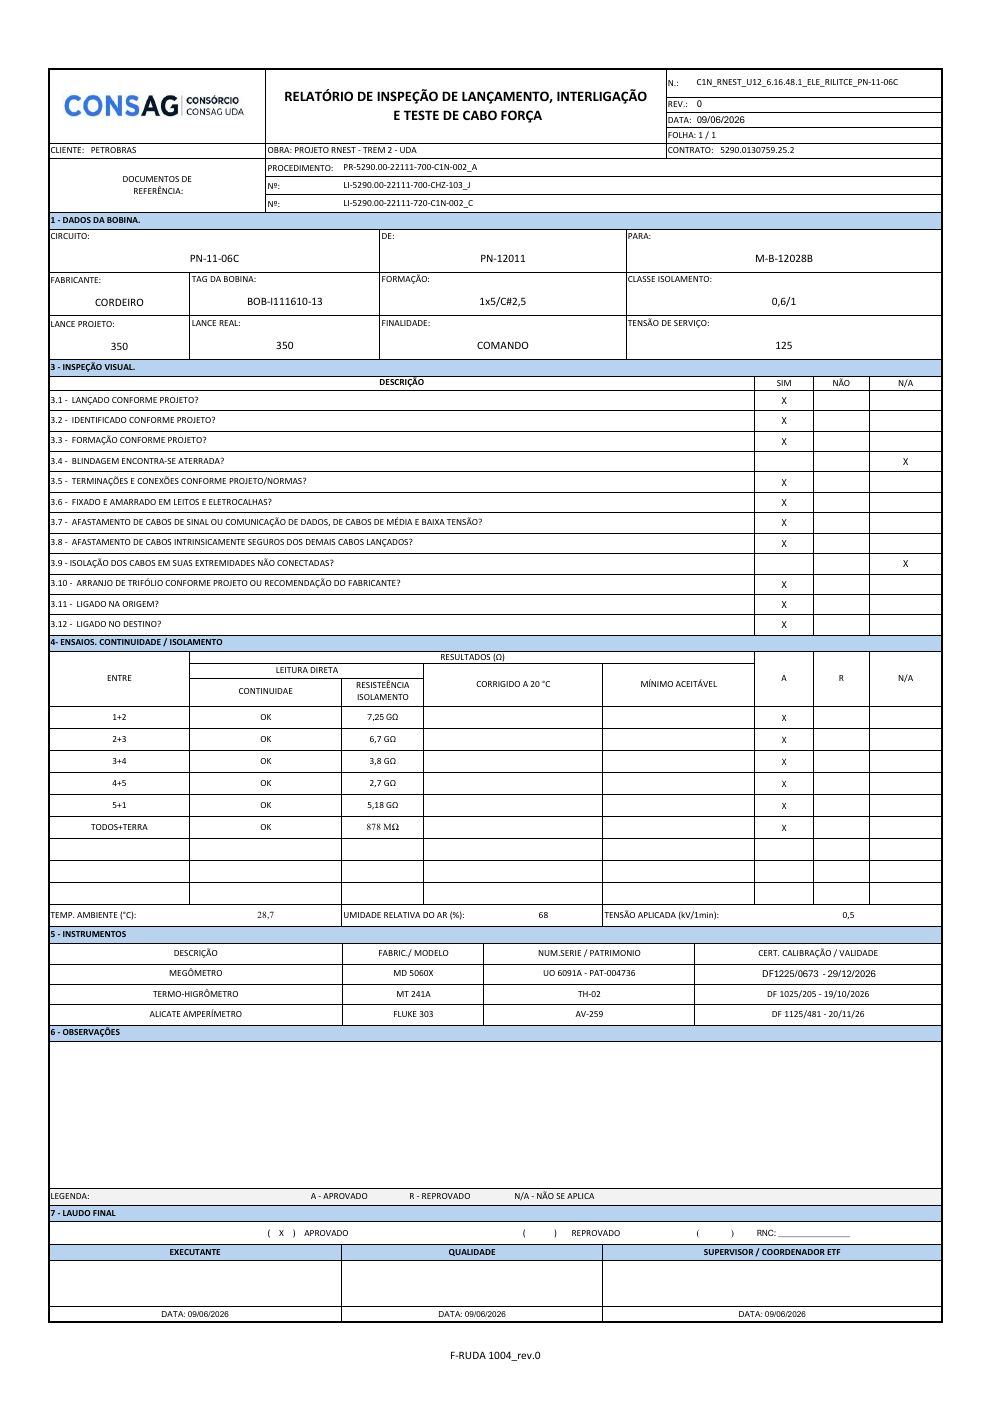 CONSAG CONSÓRCIO CONSAG UDA
RELATÓRIO DE INSPEÇÃO DE LANÇAMENTO, INTERLIGAÇÃO
E TESTE DE CABO FORÇA
N.: C1N_RNEST_U12_6.16.48.1_ELE_RILITCE_PN-11-06C
REV.: 0
DATA: 09/06/2026
FOLHA: 1 / 1
CLIENTE: PETROBRAS OBRA: PROJETO RNEST - TREM 2 - UDA CONTRATO: 5290.0130759.25.2
DOCUMENTOS DE
REFERÊNCIA:
PROCEDIMENTO: PR-5290.00-22111-700-C1N-002_A
Nº: LI-5290.00-22111-700-CHZ-103_J
Nº: LI-5290.00-22111-720-C1N-002_C
1 - DADOS DA BOBINA.
CIRCUITO: DE: PARA:
PN-11-06C PN-12011 M-B-12028B
FABRICANTE: TAG DA BOBINA: FORMAÇÃO: CLASSE ISOLAMENTO:
CORDEIRO BOB-I111610-13 1x5/C#2,5 0,6/1
LANCE PROJETO: LANCE REAL: FINALIDADE: TENSÃO DE SERVIÇO:
350 350 COMANDO 125
3 - INSPEÇÃO VISUAL.
DESCRIÇÃO SIM NÃO N/A
3.1 - LANÇADO CONFORME PROJETO? X
3.2 - IDENTIFICADO CONFORME PROJETO? X
3.3 - FORMAÇÃO CONFORME PROJETO? X
3.4 - BLINDAGEM ENCONTRA-SE ATERRADA? X
3.5 - TERMINAÇÕES E CONEXÕES CONFORME PROJETO/NORMAS? X
3.6 - FIXADO E AMARRADO EM LEITOS E ELETROCALHAS? X
3.7 - AFASTAMENTO DE CABOS DE SINAL OU COMUNICAÇÃO DE DADOS, DE CABOS DE MÉDIA E BAIXA TENSÃO? X
3.8 - AFASTAMENTO DE CABOS INTRINSICAMENTE SEGUROS DOS DEMAIS CABOS LANÇADOS? X
3.9 - ISOLAÇÃO DOS CABOS EM SUAS EXTREMIDADES NÃO CONECTADAS? X
3.10 - ARRANJO DE TRIFÓLIO CONFORME PROJETO OU RECOMENDAÇÃO DO FABRICANTE? X
3.11 - LIGADO NA ORIGEM? X
3.12 - LIGADO NO DESTINO? X
4- ENSAIOS. CONTINUIDADE / ISOLAMENTO
RESULTADOS (Ω)
LEITURA DIRETA
ENTRE CONTINUIDAE RESISTEÊNCIA ISOLAMENTO CORRIGIDO A 20 °C MÍNIMO ACEITÁVEL A R N/A
1+2 OK 7,25 GΩ X
2+3 OK 6,7 GΩ X
3+4 OK 3,8 GΩ X
4+5 OK 2,7 GΩ X
5+1 OK 5,18 GΩ X
TODOS+TERRA OK 878 MΩ X
TEMP. AMBIENTE (°C): 28,7 UMIDADE RELATIVA DO AR (%): 68 TENSÃO APLICADA (kV/1min): 0,5
5 - INSTRUMENTOS
DESCRIÇÃO FABRIC./ MODELO NUM.SERIE / PATRIMONIO CERT. CALIBRAÇÃO / VALIDADE
MEGÔMETRO MD 5060X UO 6091A - PAT-004736 DF1225/0673 - 29/12/2026
TERMO-HIGRÔMETRO MT 241A TH-02 DF 1025/205 - 19/10/2026
ALICATE AMPERÍMETRO FLUKE 303 AV-259 DF 1125/481 - 20/11/26
6 - OBSERVAÇÕES
LEGENDA: A - APROVADO R - REPROVADO N/A - NÃO SE APLICA
7 - LAUDO FINAL
( X ) APROVADO ( ) REPROVADO ( ) RNC: ________________
EXECUTANTE QUALIDADE SUPERVISOR / COORDENADOR ETF
DATA: 09/06/2026 DATA: 09/06/2026 DATA: 09/06/2026
F-RUDA 1004_rev.0